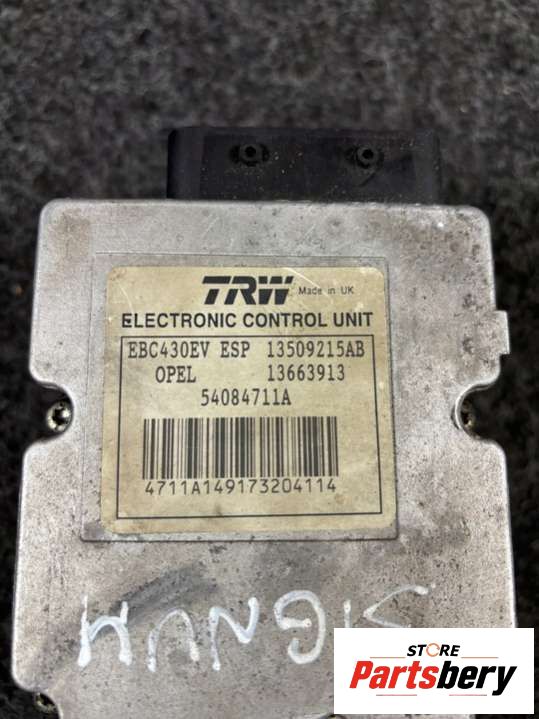 TRW Made in UK
ELECTRONIC CONTROL UNIT
EBC430EV ESP 13509215AB
OPEL 13663913
54084711A
4711A149173204114
SIGNUM
STORE
Partsbery